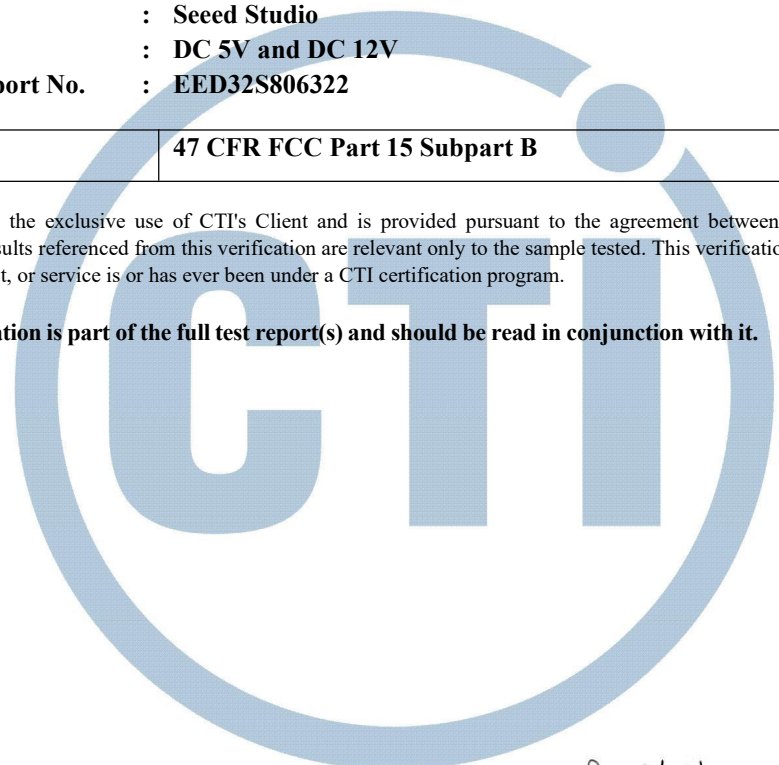 : Seeed Studio
: DC 5V and DC 12V
port No. : EED32S806322
47 CFR FCC Part 15 Subpart B
the exclusive use of CTI's Client and is provided pursuant to the agreement between
sults referenced from this verification are relevant only to the sample tested. This verificatio
t, or service is or has ever been under a CTI certification program.
ation is part of the full test report(s) and should be read in conjunction with it.
CTI